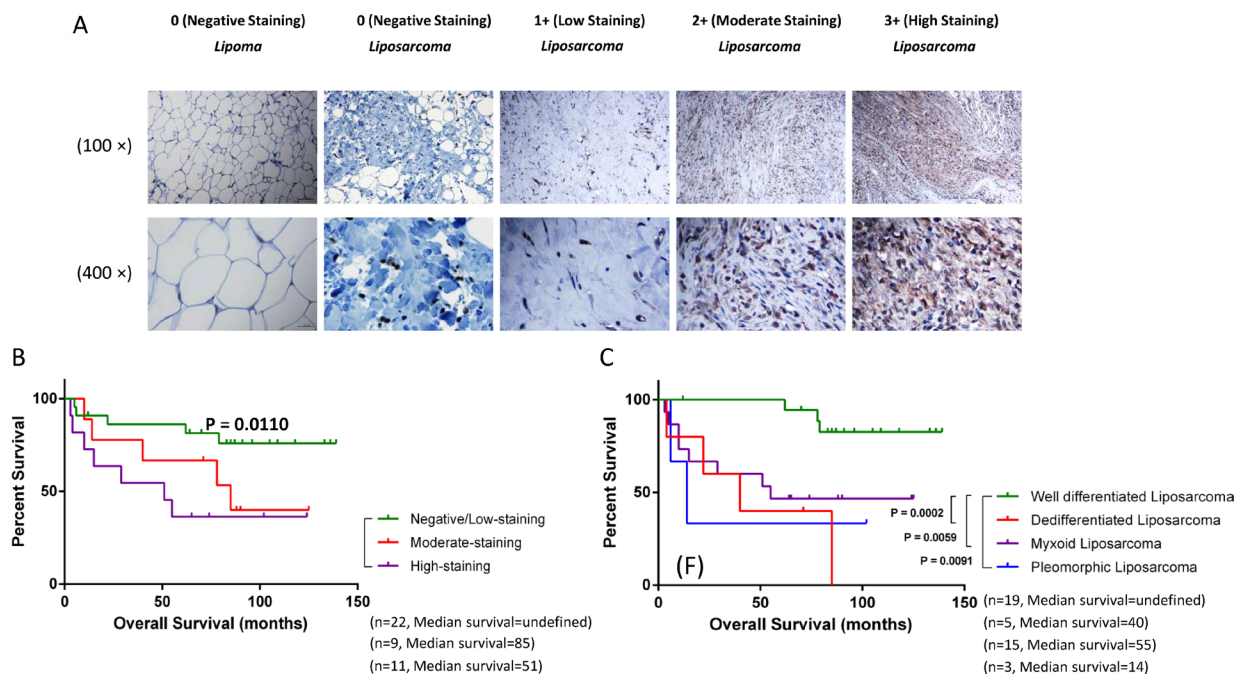 A
0 (Negative Staining) 0 (Negative Staining) 1+ (Low Staining) 2+ (Moderate Staining) 3+ (High Staining)
Lipoma Liposarcoma Liposarcoma Liposarcoma Liposarcoma
(100 ×)
(400 ×)
B
P = 0.0110
Percent Survival
100
50
0
0 50 100 150
Overall Survival (months)
Negative/Low-staining
Moderate-staining
High-staining
(n=22, Median survival=undefined)
(n=9, Median survival=85)
(n=11, Median survival=51)
C
Percent Survival
100
50
0
(F)
0 50 100 150
Overall Survival (months)
P = 0.0002
P = 0.0059
P = 0.0091
Well differentiated Liposarcoma
Dedifferentiated Liposarcoma
Myxoid Liposarcoma
Pleomorphic Liposarcoma
(n=19, Median survival=undefined)
(n=5, Median survival=40)
(n=15, Median survival=55)
(n=3, Median survival=14)